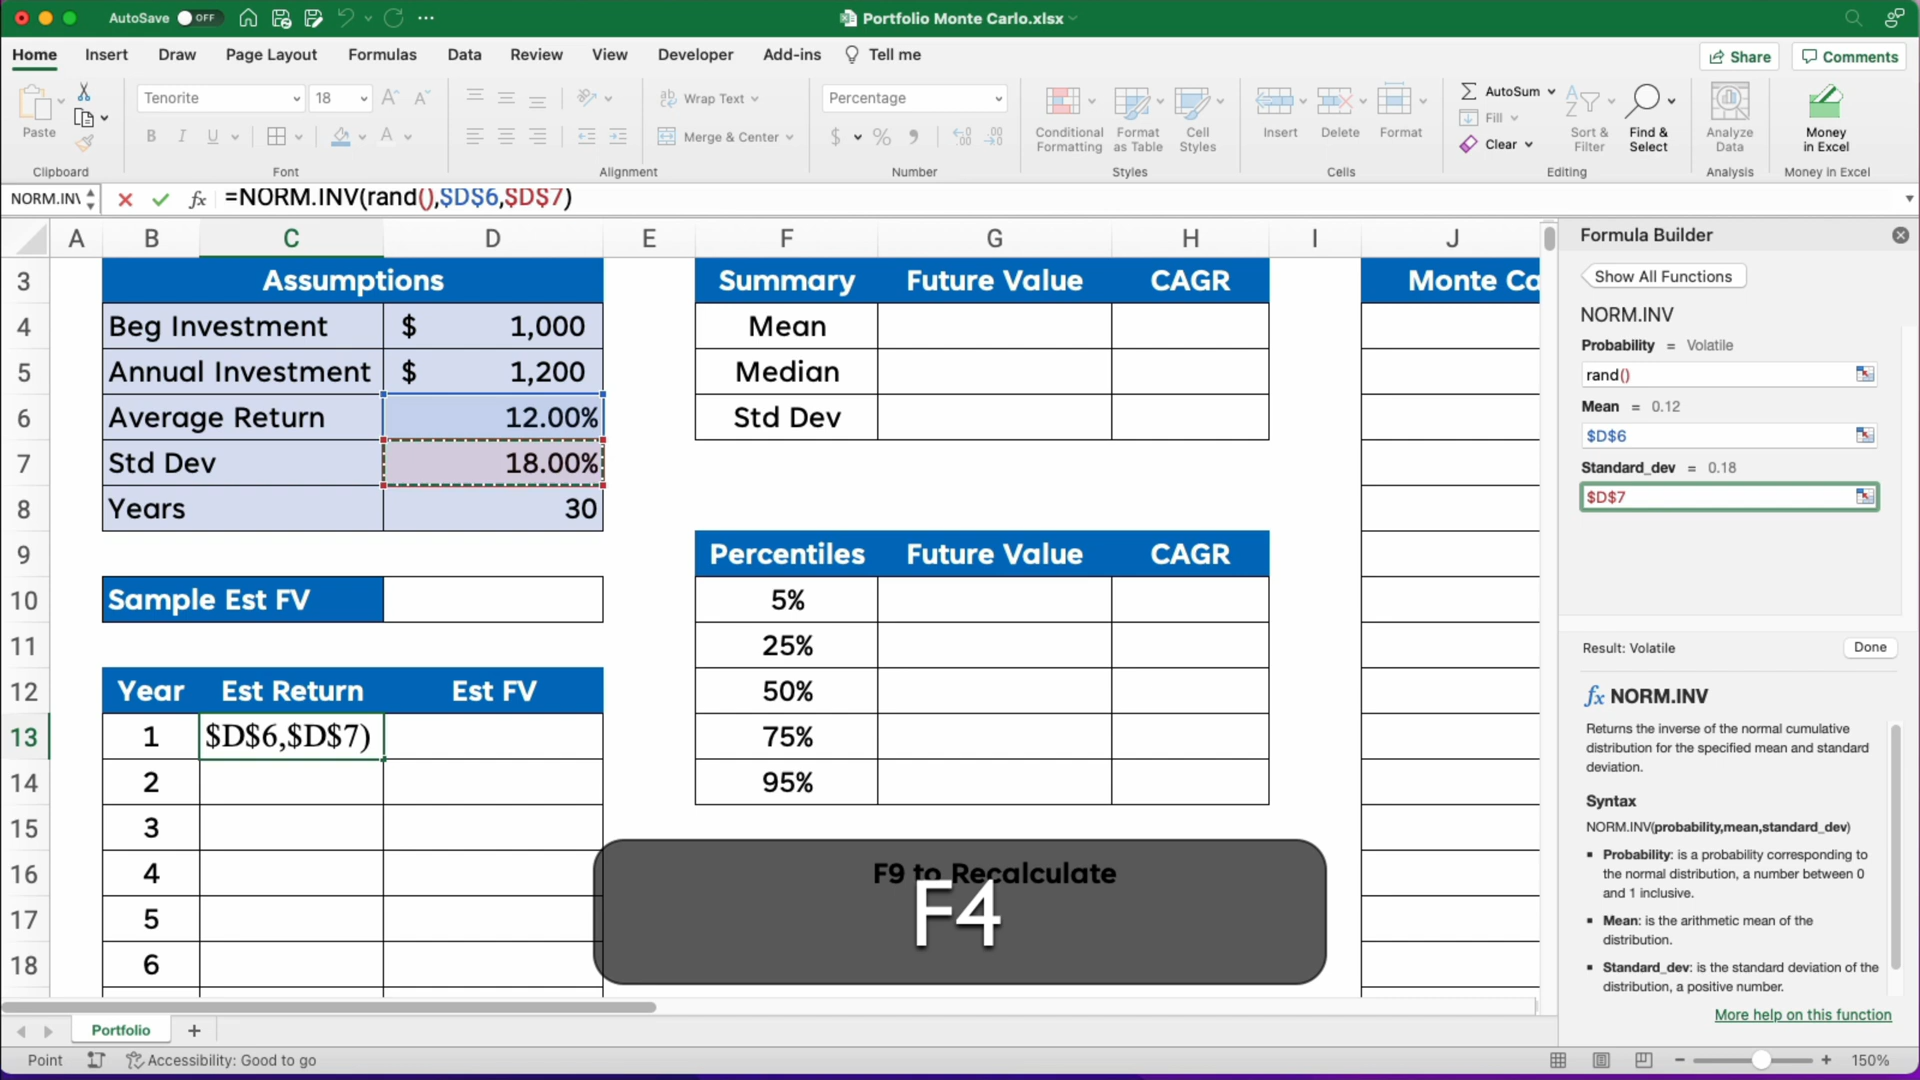 AutoSave OFF Portfolio Monte Carlo.xlsx
Home Insert Draw Page Layout Formulas Data Review View Developer Add-ins Tell me Share Comments
Paste
Clipboard
Tenorite 18
B I U
Font
Wrap Text
Merge & Center
Alignment
Percentage
$ % ,
Number
Conditional Formatting
Format as Table
Cell Styles
Styles
Insert Delete Format
Cells
AutoSum
Fill
Clear
Sort & Filter
Find & Select
Editing
Analyze Data
Analysis
Money in Excel
Money in Excel
NORM.IN fx =NORM.INV(rand(),$D$6,$D$7)
A B C D E F G H I J
3 Assumptions Summary Future Value CAGR Monte Ca
4 Beg Investment $ 1,000 Mean
5 Annual Investment $ 1,200 Median
6 Average Return 12.00% Std Dev
7 Std Dev 18.00%
8 Years 30
9 Percentiles Future Value CAGR
10 Sample Est FV 5%
11 25%
12 Year Est Return Est FV 50%
13 1 $D$6,$D$7) 75%
14 2 95%
15 3
16 4 F9 to Recalculate
17 5
18 6
F4
Formula Builder
Show All Functions
NORM.INV
Probability = Volatile
rand()
Mean = 0.12
$D$6
Standard_dev = 0.18
$D$7
Result: Volatile Done
fx NORM.INV
Returns the inverse of the normal cumulative
distribution for the specified mean and standard
deviation.
Syntax
NORM.INV(probability,mean,standard_dev)
▪ Probability: is a probability corresponding to
the normal distribution, a number between 0
and 1 inclusive.
▪ Mean: is the arithmetic mean of the
distribution.
▪ Standard_dev: is the standard deviation of the
distribution, a positive number.
More help on this function
Portfolio +
Point Accessibility: Good to go 150%